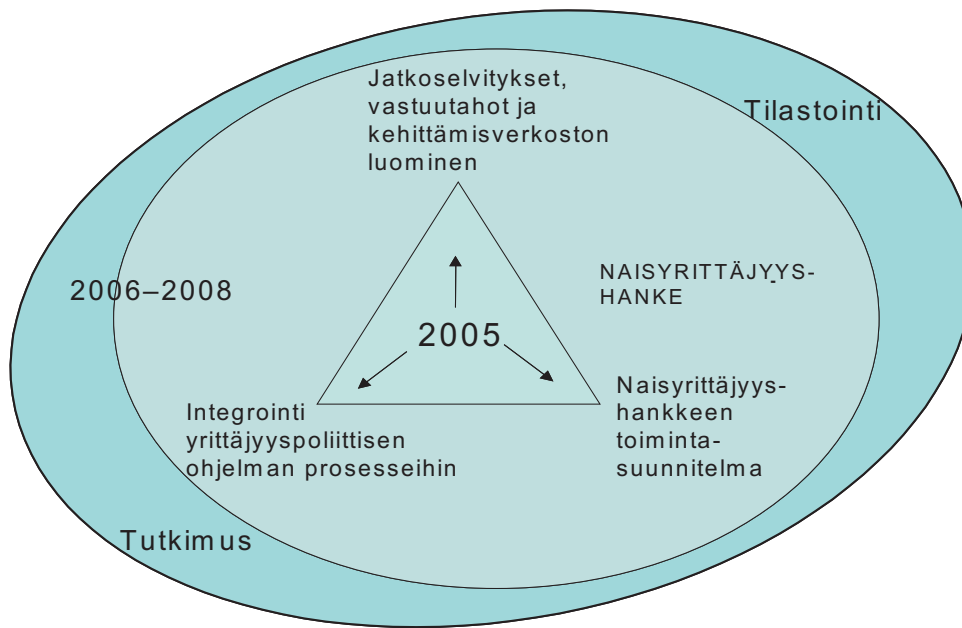 Jatkoselvitykset,
vastuutahot ja
kehittämisverkoston
luominen
Tilastointi
2006–2008
NAISYRITTÄJYYS-
HANKE
2005
Integrointi
yrittäjyyspoliittisen
ohjelman prosesseihin
Naisyrittäjyys-
hankkeen
toiminta-
suunnitelma
Tutkimus